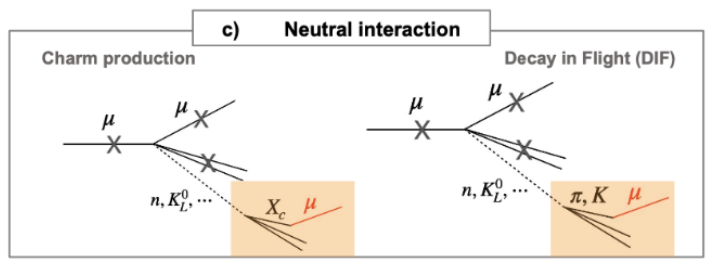 c) Neutral interaction
Charm production
Decay in Flight (DIF)
μ
μ
n, K_L^0, ···
X_c
μ
μ
μ
n, K_L^0, ···
π, K
μ